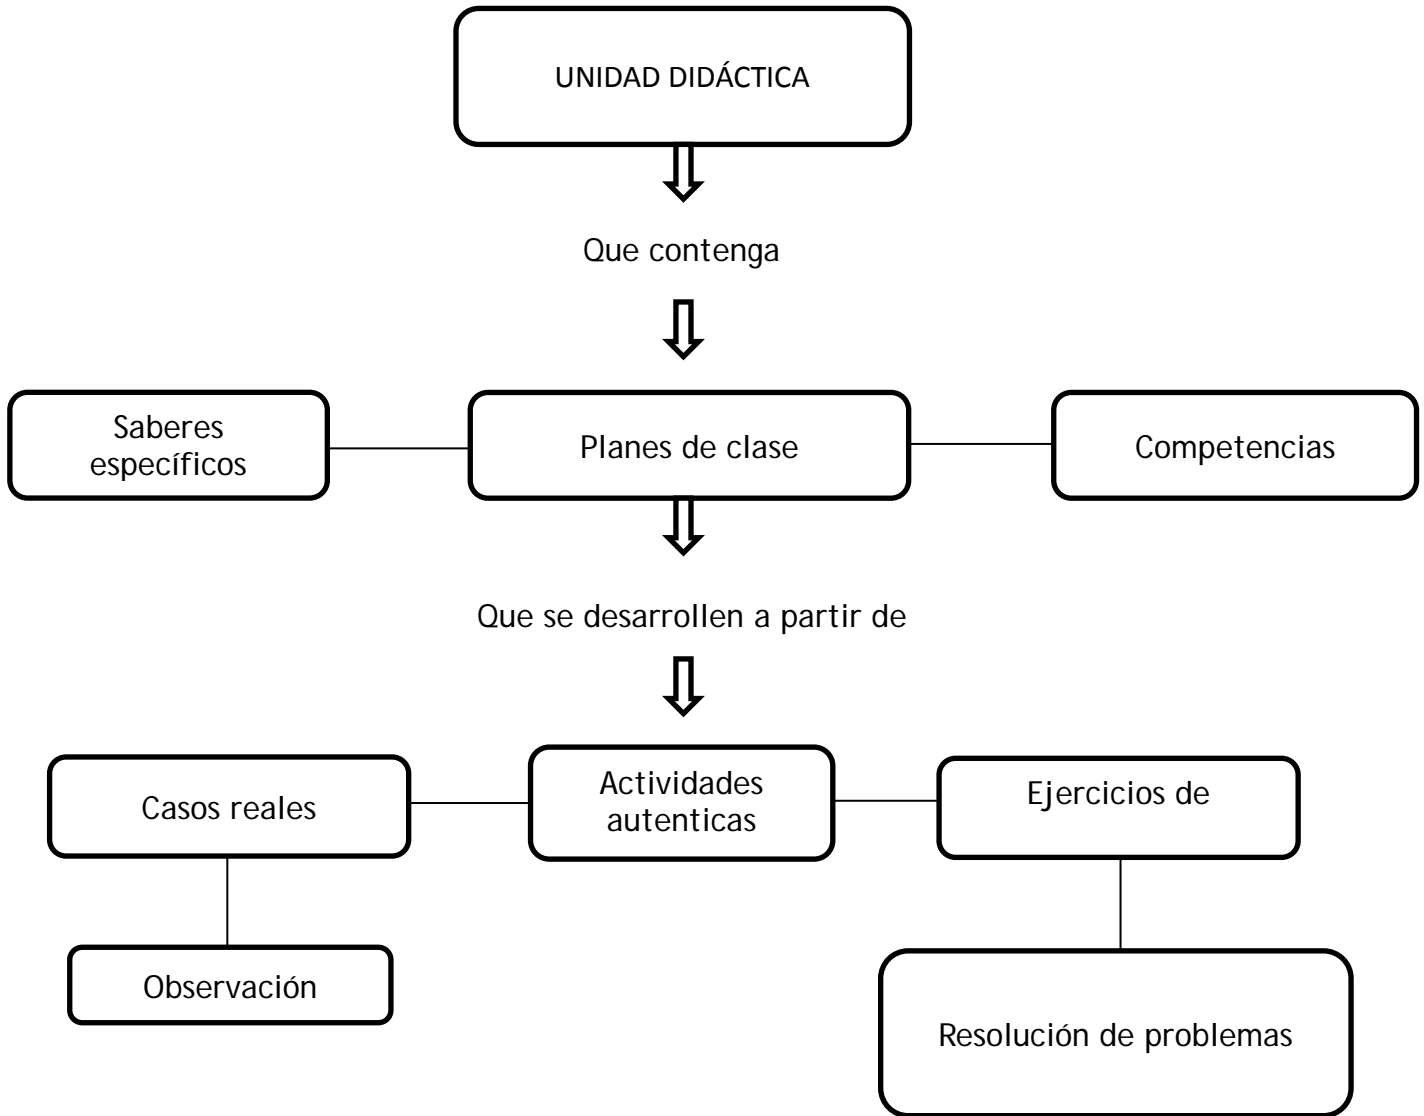 UNIDAD DIDÁCTICA
Que contenga
Saberes
específicos
Planes de clase
Competencias
Que se desarrollen a partir de
Casos reales
Actividades
autenticas
Ejercicios de
Observación
Resolución de problemas